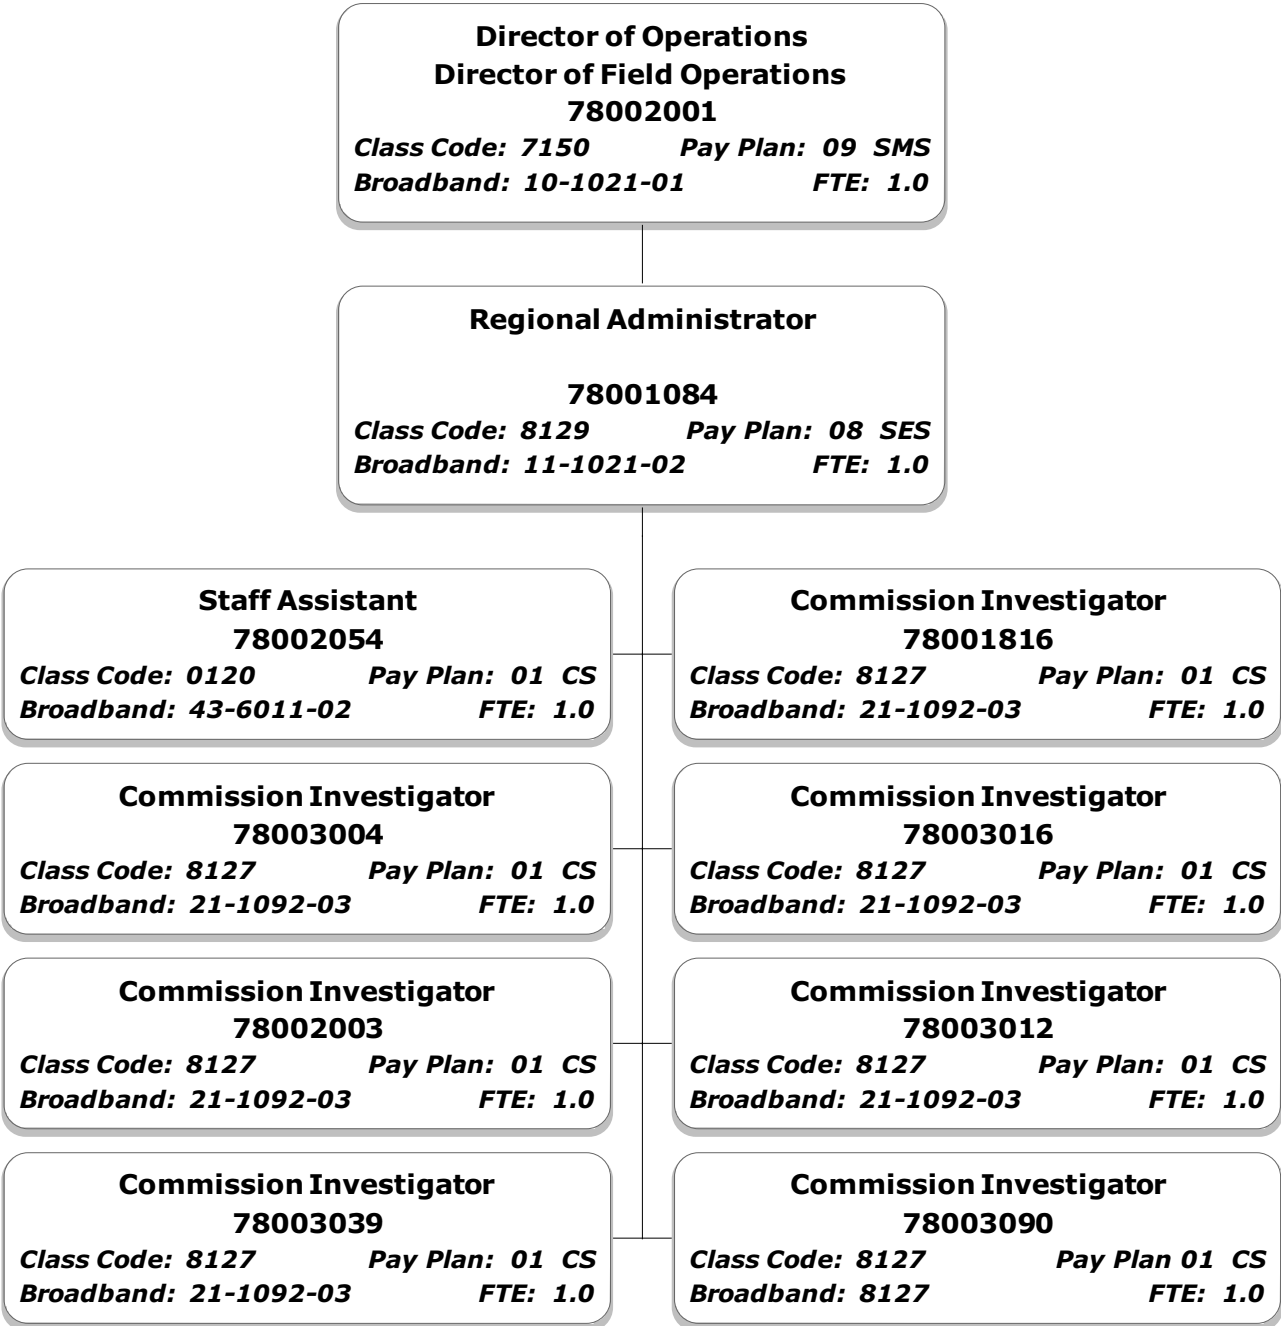 Director of Operations
Director of Field Operations
78002001
Class Code: 7150 Pay Plan: 09 SMS
Broadband: 10-1021-01 FTE: 1.0
Regional Administrator
78001084
Class Code: 8129 Pay Plan: 08 SES
Broadband: 11-1021-02 FTE: 1.0
Staff Assistant
78002054
Class Code: 0120 Pay Plan: 01 CS
Broadband: 43-6011-02 FTE: 1.0
Commission Investigator
78001816
Class Code: 8127 Pay Plan: 01 CS
Broadband: 21-1092-03 FTE: 1.0
Commission Investigator
78003004
Class Code: 8127 Pay Plan: 01 CS
Broadband: 21-1092-03 FTE: 1.0
Commission Investigator
78003016
Class Code: 8127 Pay Plan: 01 CS
Broadband: 21-1092-03 FTE: 1.0
Commission Investigator
78002003
Class Code: 8127 Pay Plan: 01 CS
Broadband: 21-1092-03 FTE: 1.0
Commission Investigator
78003012
Class Code: 8127 Pay Plan: 01 CS
Broadband: 21-1092-03 FTE: 1.0
Commission Investigator
78003039
Class Code: 8127 Pay Plan: 01 CS
Broadband: 21-1092-03 FTE: 1.0
Commission Investigator
78003090
Class Code: 8127 Pay Plan 01 CS
Broadband: 8127 FTE: 1.0